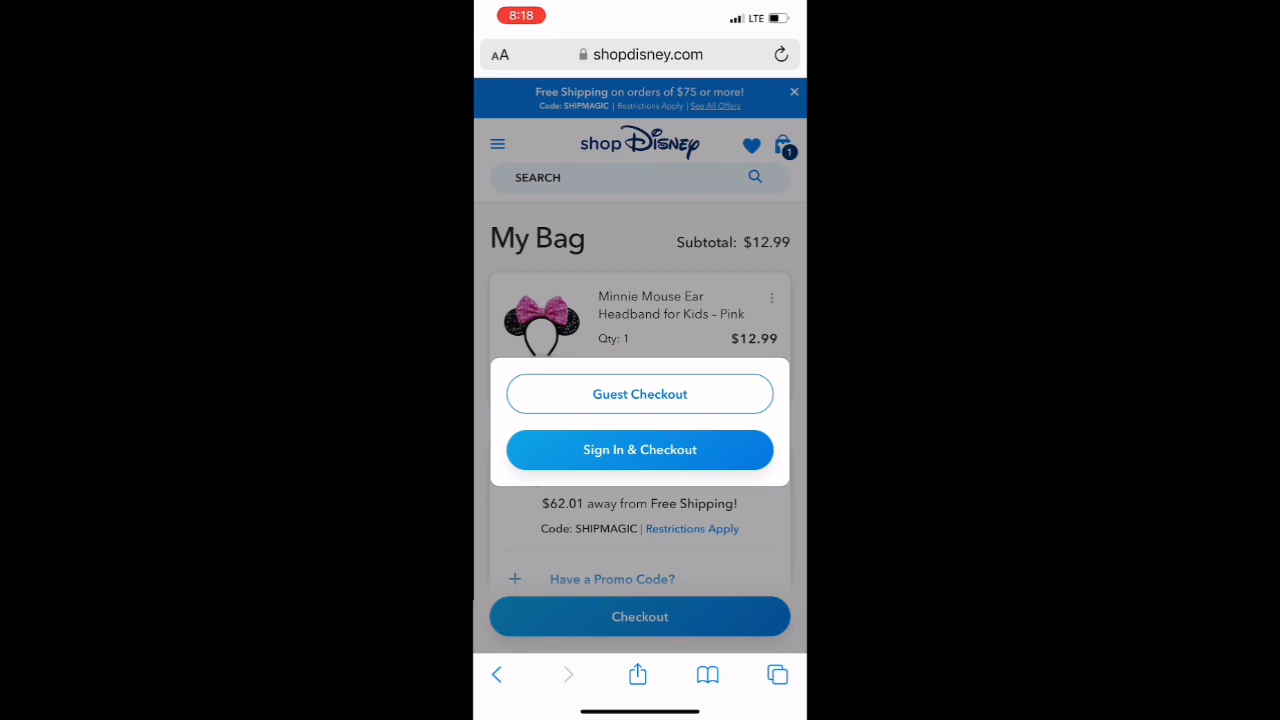 8:18
LTE
AA
shopdisney.com
Free Shipping on orders of $75 or more!
Code: SHIPMAGIC | Restrictions Apply | See All Offers
shop Disney
1
SEARCH
My Bag
Subtotal: $12.99
Minnie Mouse Ear
Headband for Kids – Pink
Qty: 1
$12.99
Guest Checkout
Sign In & Checkout
$62.01 away from Free Shipping!
Code: SHIPMAGIC | Restrictions Apply
+ Have a Promo Code?
Checkout